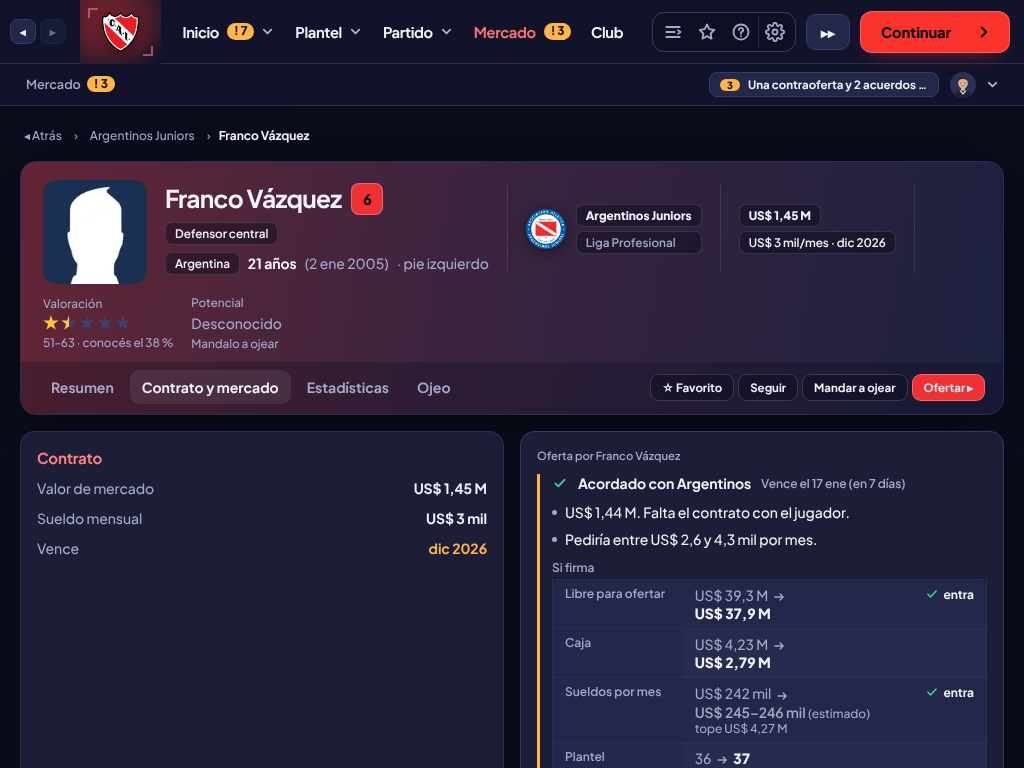 ◂
▸
C.A.I.
Inicio ! 7
Plantel
Partido
Mercado ! 3
Club
▸▸
Continuar
Mercado ! 3
3 Una contraoferta y 2 acuerdos ...
◂ Atrás › Argentinos Juniors › Franco Vázquez
Franco Vázquez 6
Defensor central
Argentina 21 años (2 ene 2005) · pie izquierdo
Argentinos Juniors
Liga Profesional
US$ 1,45 M
US$ 3 mil/mes · dic 2026
Valoración
51-63 · conocés el 38 %
Potencial
Desconocido
Mandalo a ojear
Resumen
Contrato y mercado
Estadísticas
Ojeo
☆ Favorito
Seguir
Mandar a ojear
Ofertar ▸
Contrato
Valor de mercado US$ 1,45 M
Sueldo mensual US$ 3 mil
Vence dic 2026
Oferta por Franco Vázquez
Acordado con Argentinos Vence el 17 ene (en 7 días)
US$ 1,44 M. Falta el contrato con el jugador.
Pediría entre US$ 2,6 y 4,3 mil por mes.
Si firma
Libre para ofertar US$ 39,3 M → entra
US$ 37,9 M
Caja US$ 4,23 M →
US$ 2,79 M
Sueldos por mes US$ 242 mil → entra
US$ 245–246 mil (estimado)
tope US$ 4,27 M
Plantel 36 → 37